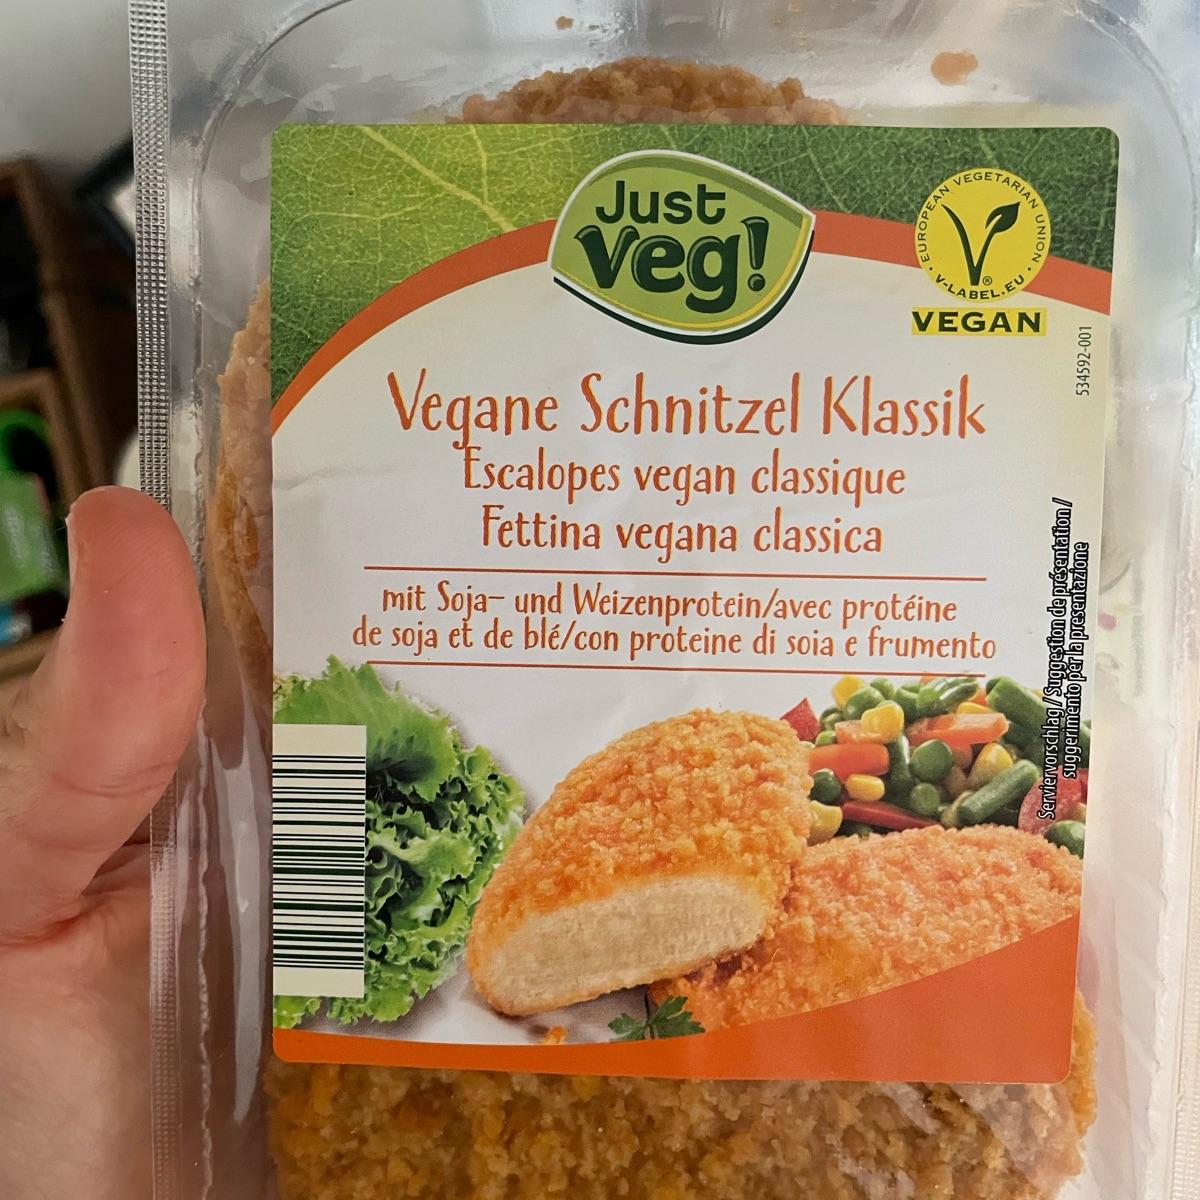 Just
Veg!
EUROPEAN VEGETARIAN UNION
V-LABEL.EU
®
VEGAN
534592-001
Vegane Schnitzel Klassik
Escalopes vegan classique
Fettina vegana classica
mit Soja- und Weizenprotein/avec protéine
de soja et de blé/con proteine di soia e frumento
Serviervorschlag / Suggestion de présentation /
suggerimento per la presentazione